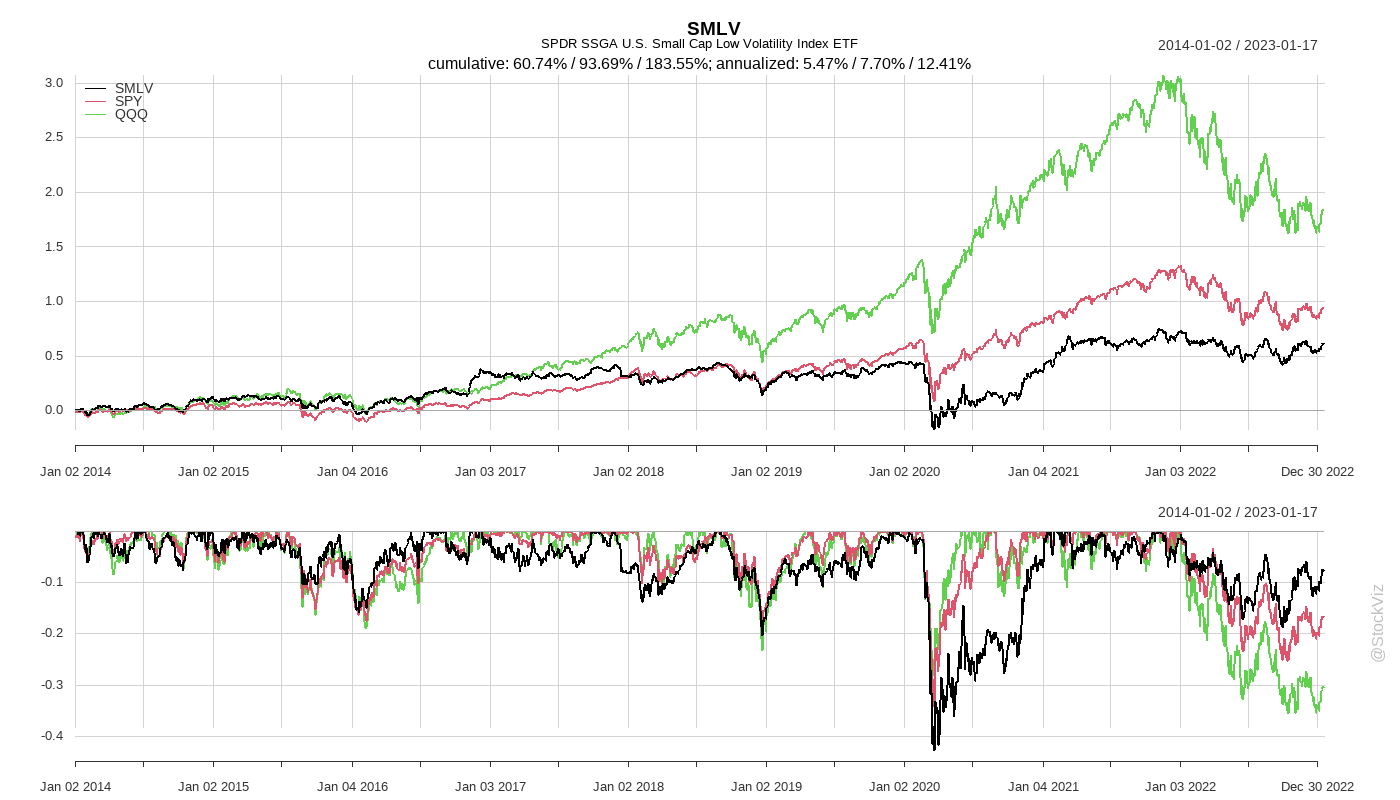 SMLV
SPDR SSGA U.S. Small Cap Low Volatility Index ETF
2014-01-02 / 2023-01-17
cumulative: 60.74% / 93.69% / 183.55%; annualized: 5.47% / 7.70% / 12.41%
SMLV
SPY
QQQ
3.0
2.5
2.0
1.5
1.0
0.5
0.0
Jan 02 2014 Jan 02 2015 Jan 04 2016 Jan 03 2017 Jan 02 2018 Jan 02 2019 Jan 02 2020 Jan 04 2021 Jan 03 2022 Dec 30 2022
2014-01-02 / 2023-01-17
-0.1
-0.2
-0.3
-0.4
Jan 02 2014 Jan 02 2015 Jan 04 2016 Jan 03 2017 Jan 02 2018 Jan 02 2019 Jan 02 2020 Jan 04 2021 Jan 03 2022 Dec 30 2022
@StockViz